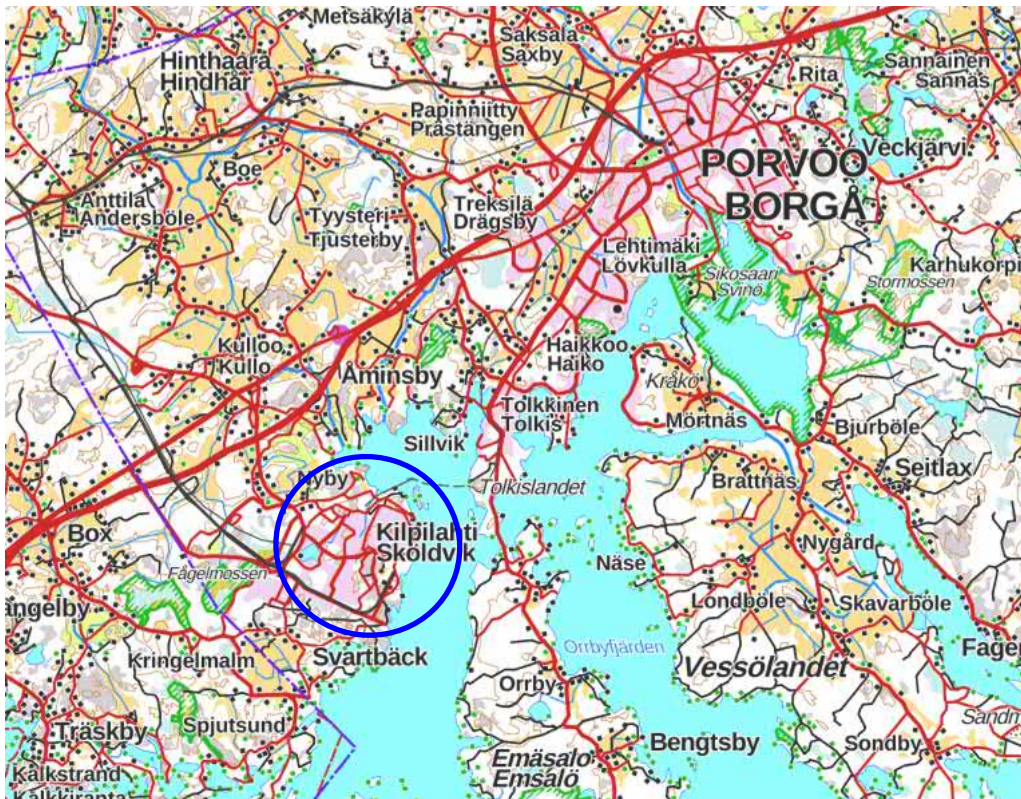 Metsäkylä
Saksala
Saxby
Hinthaara
Hindhår
Rita
Sannainen
Sannäs
Papinniitty
Prästängen
Boe
PORVOO
BORGÅ
Veckjärvi
Anttila
Andersböle
Tyysteri
Tjusterby
Treksilä
Drägsby
Lehtimäki
Lövkulla
Sikosaari
Svinö
Karhukorpi
Stormossen
Kulloo
Kullo
Åminsby
Haikkoo
Haiko
Kråkö
Tolkkinen
Tolkis
Mörtnäs
Bjurböle
Sillvik
Nyby
Tolkislandet
Brattnäs
Seitlax
Box
Kilpilahti
Sköldvik
Nygård
Fågelmossen
Näse
Londböle
Skavarböle
angelby
Kringelmalm
Svartbäck
Orrbyfjärden
Vessölandet
Fager
Orrby
Träskby
Spjutsund
Sandm
Bengtsby
Sondby
Emäsalo
Emsalö
Kalkstrand
Kalkkiranta